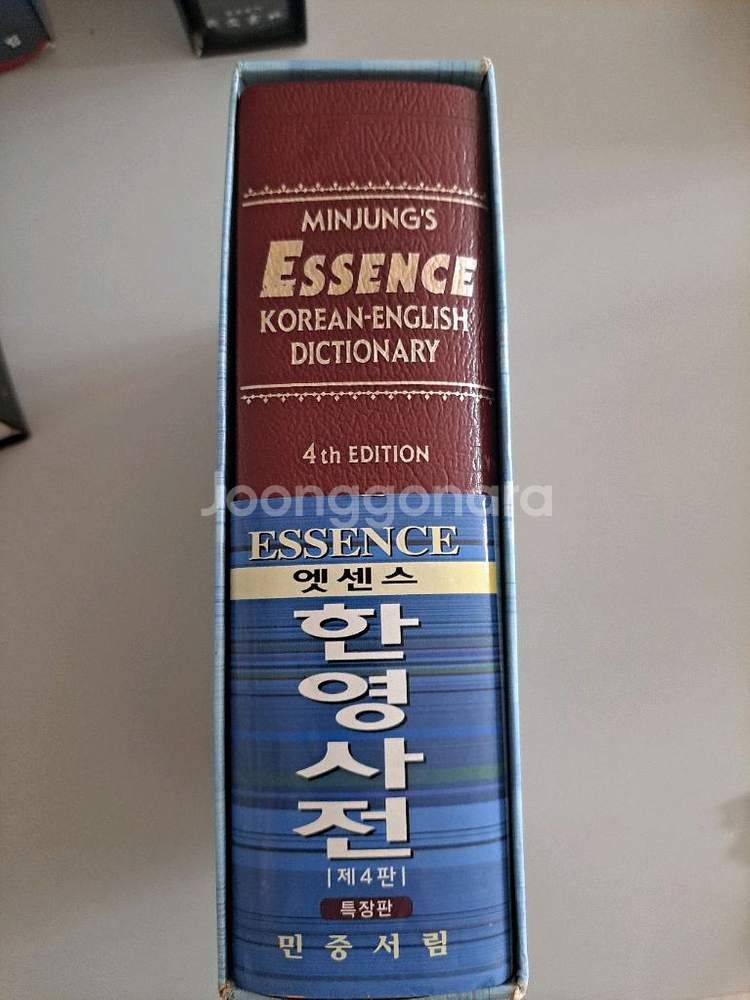 MINJUNG'S
ESSENCE
KOREAN-ENGLISH
DICTIONARY
4th EDITION
Joonggonara
ESSENCE
엣센스
한영사전
|제4판|
특장판
민중서림